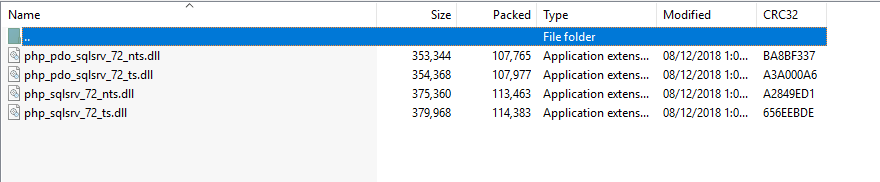 Name Size Packed Type Modified CRC32
.. File folder
php_pdo_sqlsrv_72_nts.dll 353,344 107,765 Application extens... 08/12/2018 1:0... BA8BF337
php_pdo_sqlsrv_72_ts.dll 354,368 107,977 Application extens... 08/12/2018 1:0... A3A000A6
php_sqlsrv_72_nts.dll 375,360 113,463 Application extens... 08/12/2018 1:0... A2849ED1
php_sqlsrv_72_ts.dll 379,968 114,383 Application extens... 08/12/2018 1:0... 656EEBDE